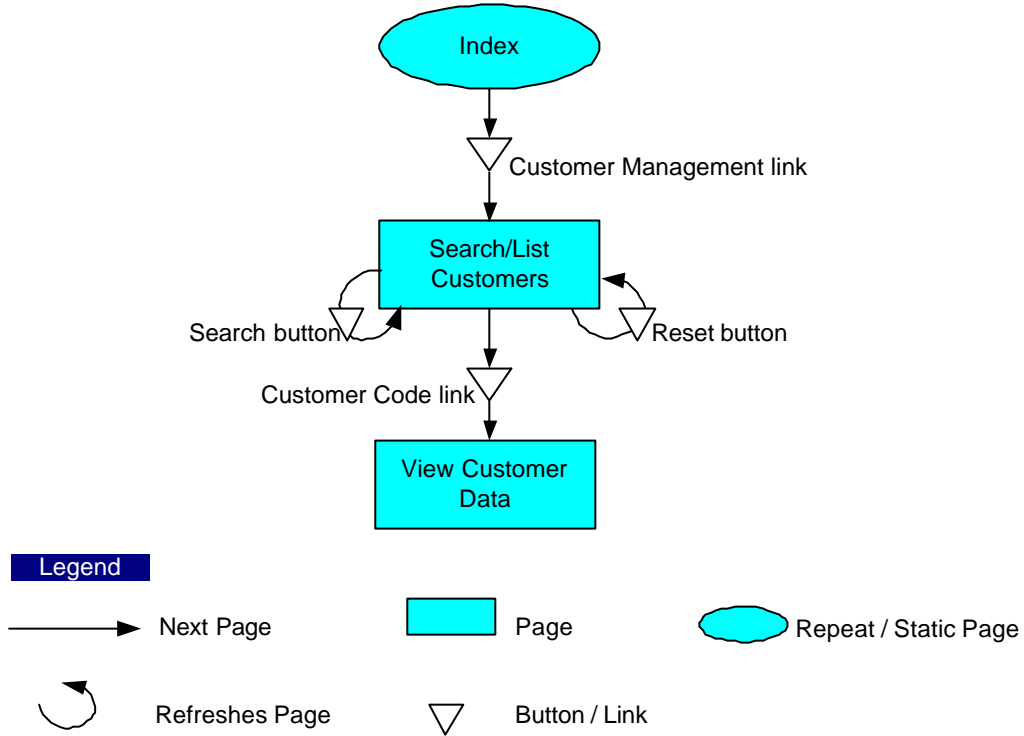 Index
Customer Management link
Search/List
Customers
Search button
Reset button
Customer Code link
View Customer
Data
Legend
Next Page
Page
Repeat / Static Page
Refreshes Page
Button / Link